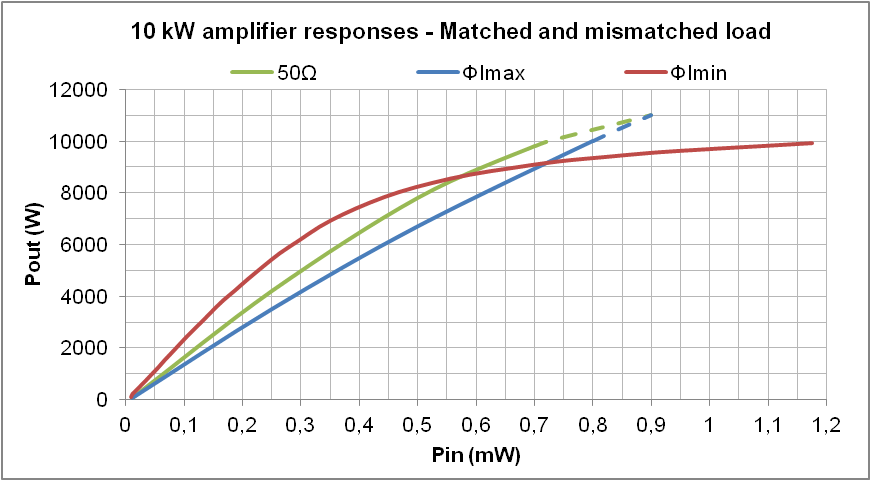 10 kW amplifier responses - Matched and mismatched load
50Ω ΦImax ΦImin
12000
10000
8000
6000
4000
2000
0
Pout (W)
0 0,1 0,2 0,3 0,4 0,5 0,6 0,7 0,8 0,9 1 1,1 1,2
Pin (mW)